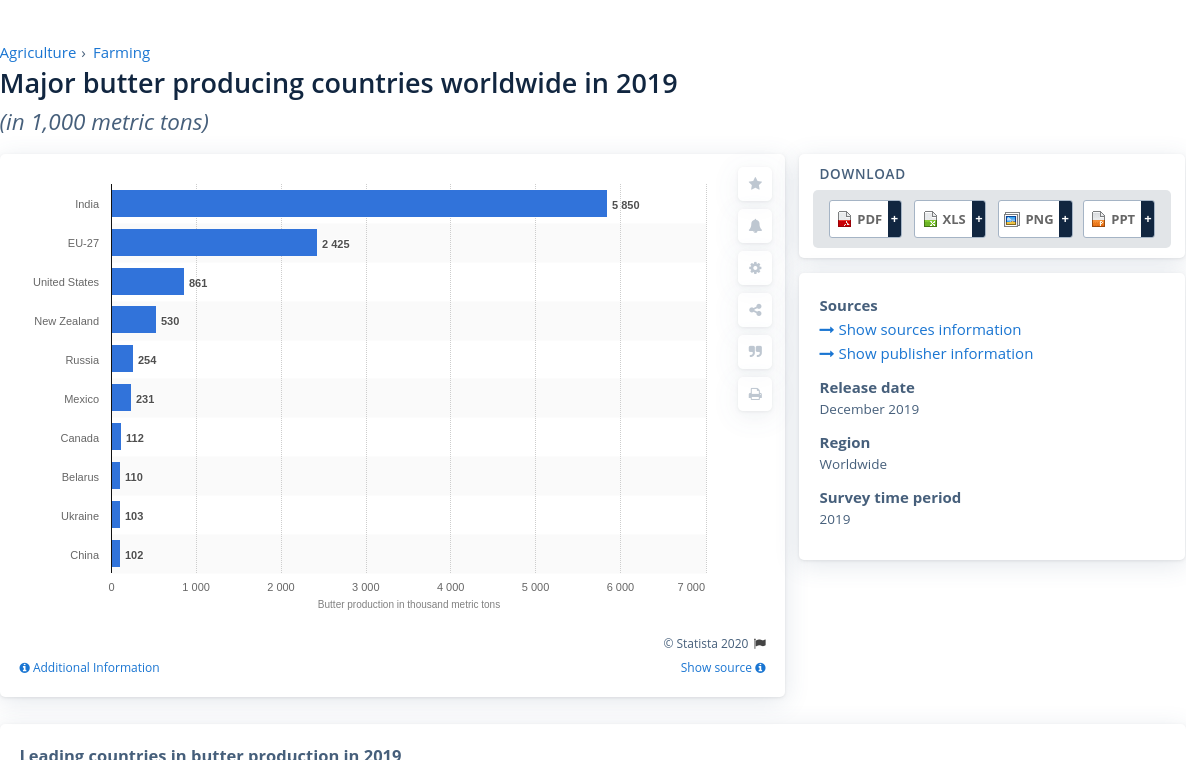 Agriculture › Farming
Major butter producing countries worldwide in 2019
(in 1,000 metric tons)
India 5 850
EU-27 2 425
United States 861
New Zealand 530
Russia 254
Mexico 231
Canada 112
Belarus 110
Ukraine 103
China 102
0 1 000 2 000 3 000 4 000 5 000 6 000 7 000
Butter production in thousand metric tons
© Statista 2020
Additional Information
Show source
DOWNLOAD
PDF + XLS + PNG + PPT +
Sources
Show sources information
Show publisher information
Release date
December 2019
Region
Worldwide
Survey time period
2019
Leading countries in butter production in 2019